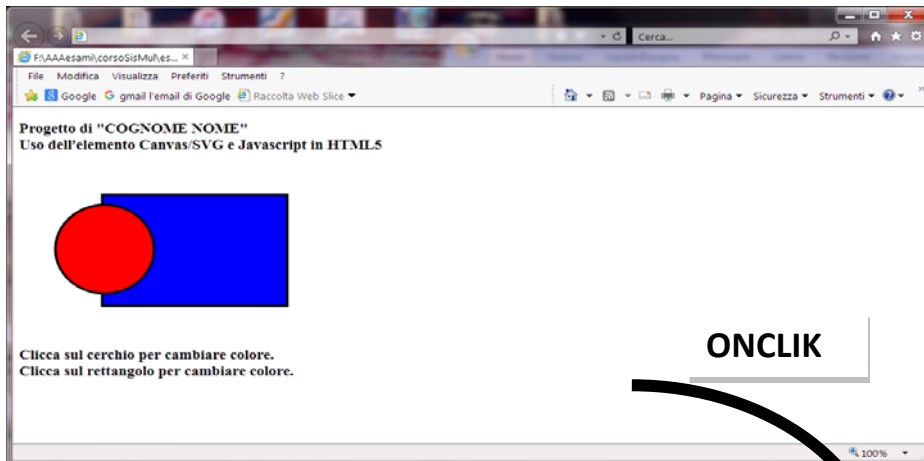 Cerca...
F:\AAAesami\corsoSisMul\es...
File Modifica Visualizza Preferiti Strumenti ?
Google gmail l'email di Google Raccolta Web Slice
Pagina Sicurezza Strumenti
Progetto di "COGNOME NOME"
Uso dell'elemento Canvas/SVG e Javascript in HTML5
Clicca sul cerchio per cambiare colore.
Clicca sul rettangolo per cambiare colore.
ONCLIK
100%